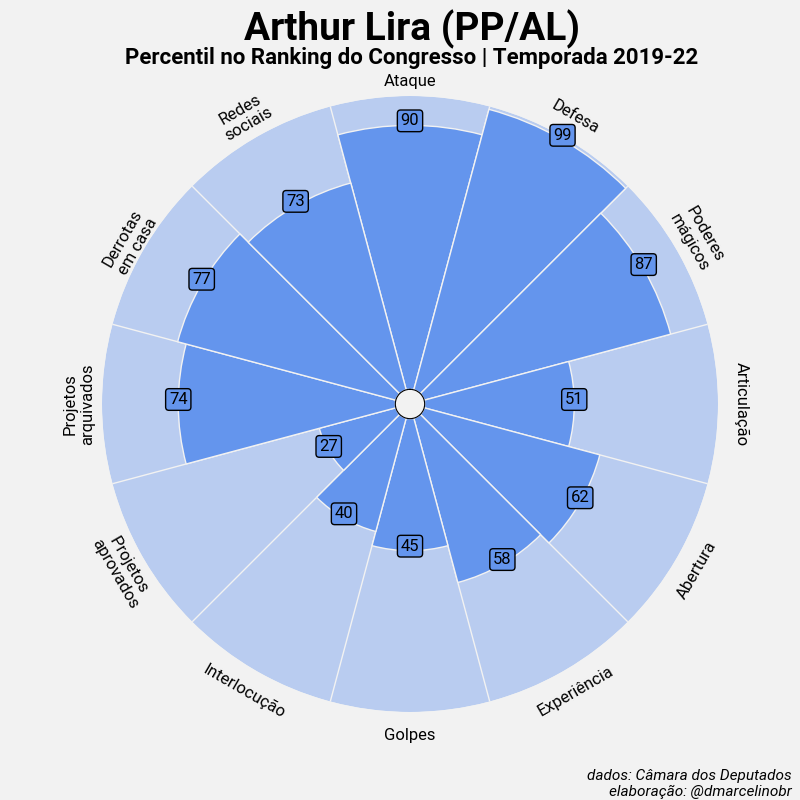 Arthur Lira (PP/AL)
Percentil no Ranking do Congresso | Temporada 2019-22
Ataque
90
Defesa
99
Poderes
mágicos
87
Articulação
51
Abertura
62
Experiência
58
Golpes
45
Interlocução
40
Projetos
aprovados
27
Projetos
arquivados
74
Derrotas
em casa
77
Redes
sociais
73
dados: Câmara dos Deputados
elaboração: @dmarcelinobr